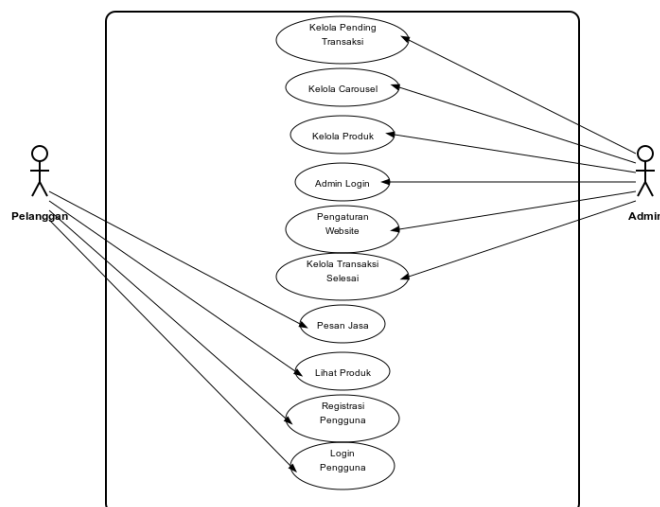 Kelola Pending
Transaksi
Kelola Carousel
Kelola Produk
Admin Login
Pelanggan
Admin
Pengaturan
Website
Kelola Transaksi
Selesai
Pesan Jasa
Lihat Produk
Registrasi
Pengguna
Login
Pengguna